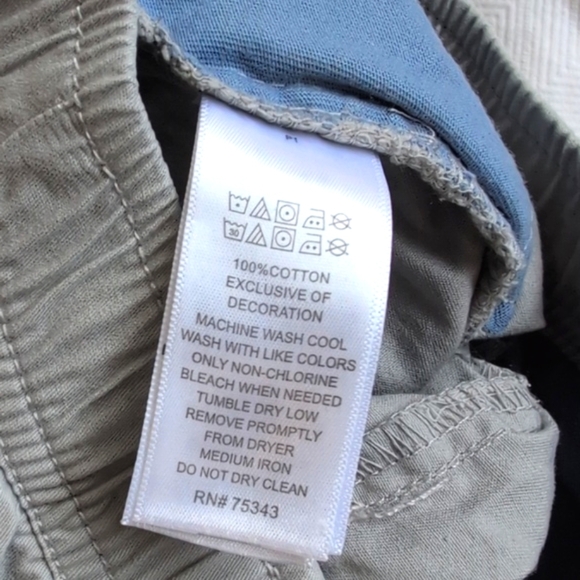 30
100%COTTON
EXCLUSIVE OF
DECORATION
MACHINE WASH COOL
WASH WITH LIKE COLORS
ONLY NON-CHLORINE
BLEACH WHEN NEEDED
TUMBLE DRY LOW
REMOVE PROMPTLY
FROM DRYER
MEDIUM IRON
DO NOT DRY CLEAN
RN# 75343